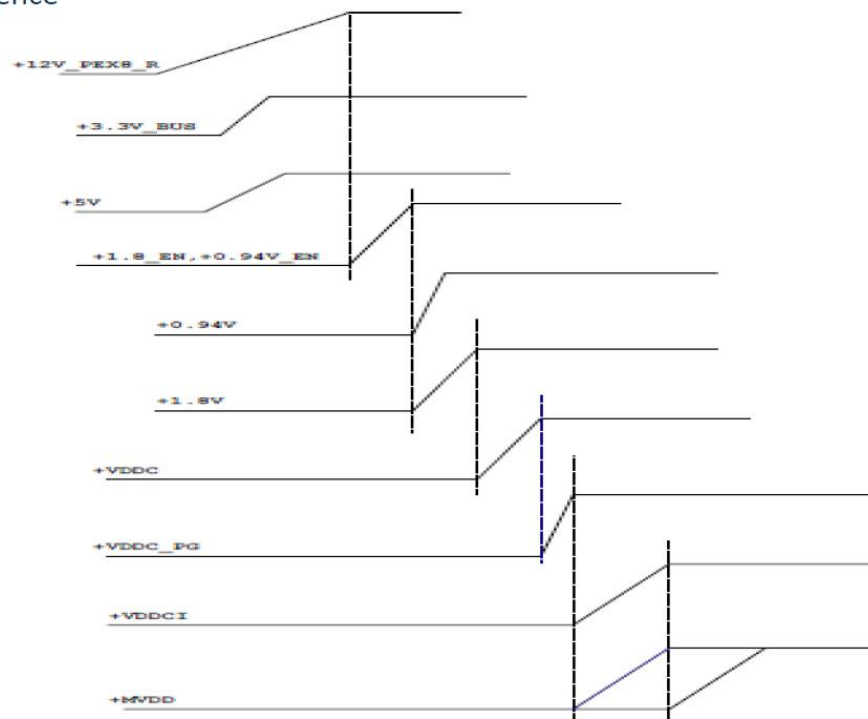 ence
+12V_PEX8_R
+3.3V_BUS
+5V
+1.8_EN,+0.94V_EN
+0.94V
+1.8V
+VDDC
+VDDC_PG
+VDDCI
+MVDD